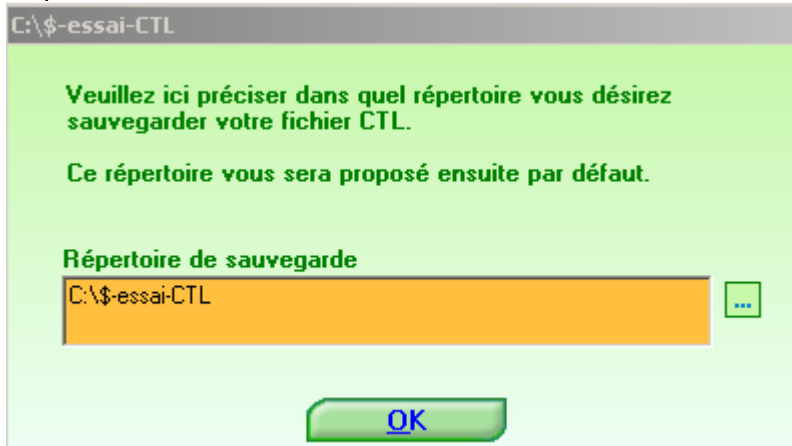 C:\$-essai-CTL
Veuillez ici préciser dans quel répertoire vous désirez
sauvegarder votre fichier CTL.
Ce répertoire vous sera proposé ensuite par défaut.
Répertoire de sauvegarde
C:\$-essai-CTL
...
OK